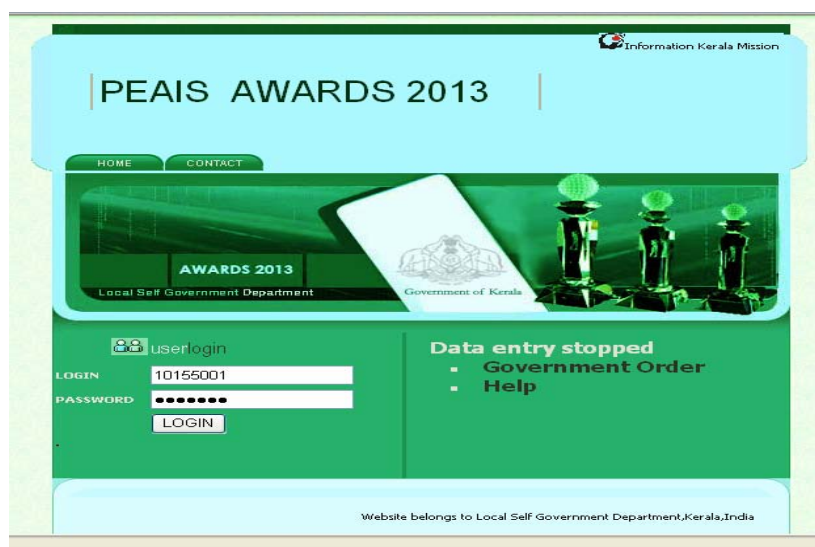 Information Kerala Mission
PEAIS AWARDS 2013
HOME CONTACT
AWARDS 2013
Local Self Government Department
Government of Kerala
userlogin
LOGIN 10155001
PASSWORD ●●●●●●●
LOGIN
Data entry stopped
Government Order
Help
Website belongs to Local Self Government Department,Kerala,India